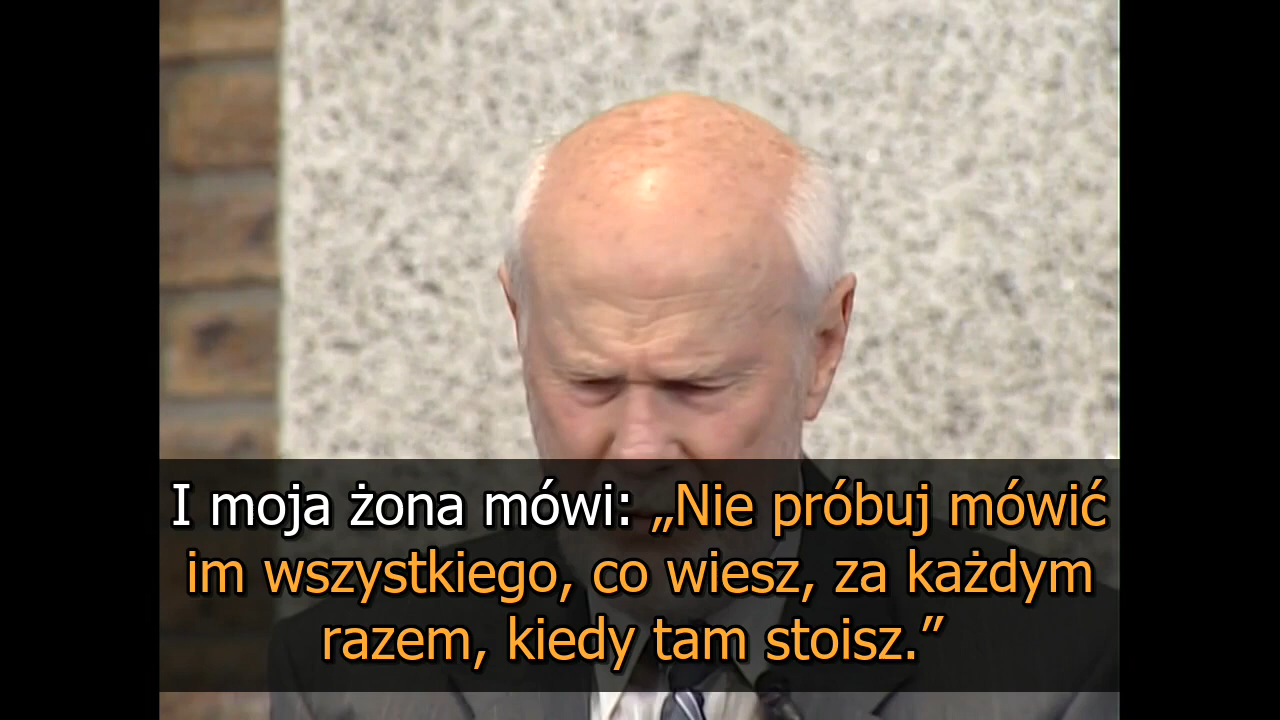 I moja żona mówi: „Nie próbuj mówić
im wszystkiego, co wiesz, za każdym
razem, kiedy tam stoisz.”